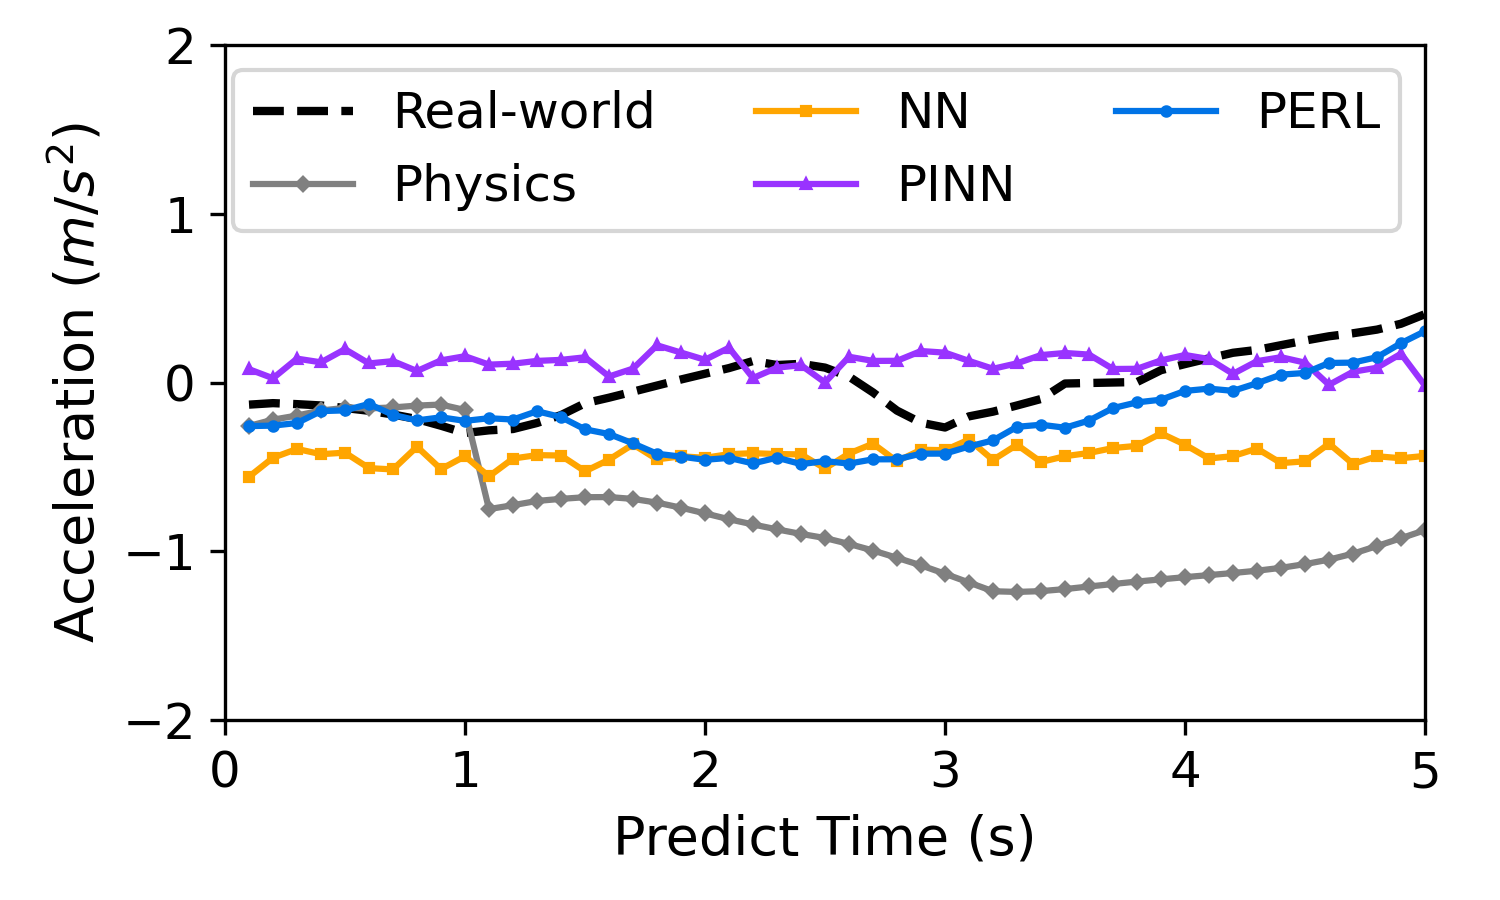 2
1
0
−1
−2
Acceleration (m/s²)
Real-world
Physics
NN
PINN
PERL
0 1 2 3 4 5
Predict Time (s)